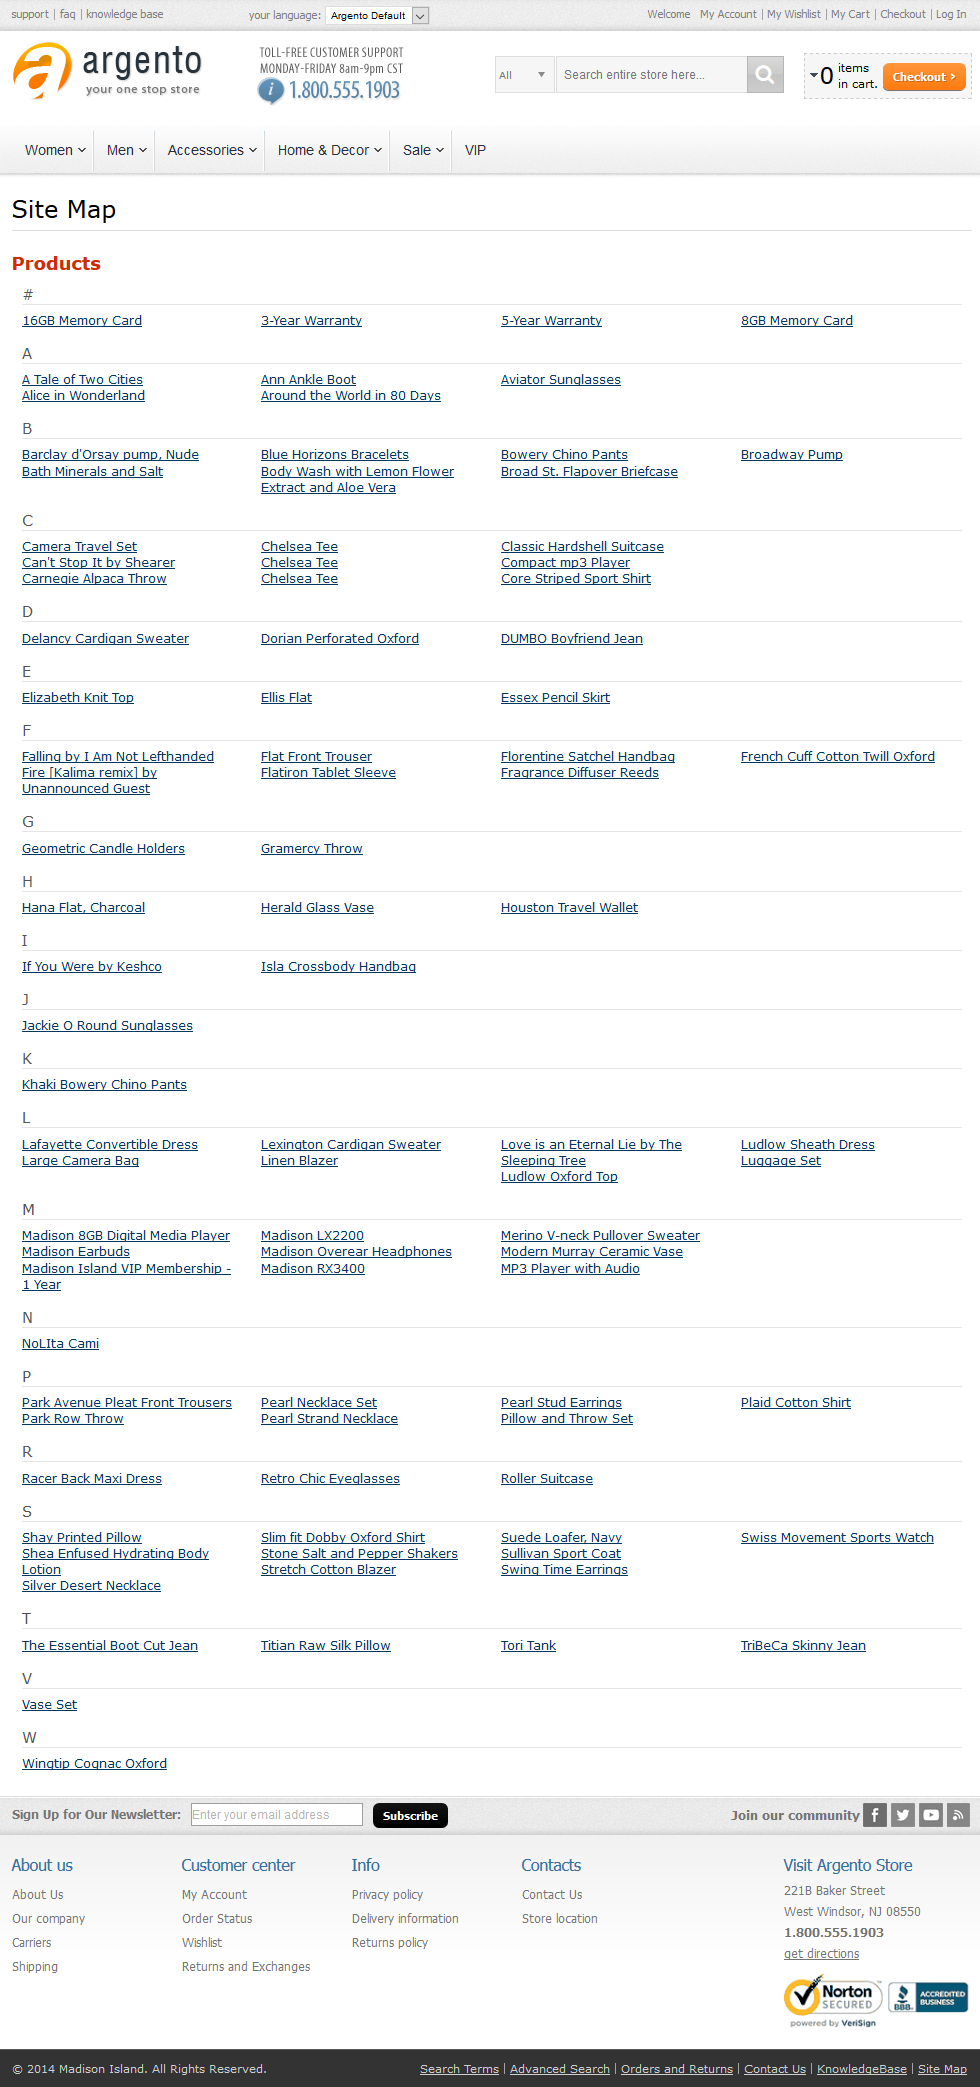 support | faq | knowledge base
your language: Argento Default
Welcome My Account | My Wishlist | My Cart | Checkout | Log In
argento
your one stop store
TOLL-FREE CUSTOMER SUPPORT
MONDAY-FRIDAY 8am-9pm CST
1.800.555.1903
All Search entire store here...
0 items in cart. Checkout >
Women Men Accessories Home & Decor Sale VIP
Site Map
Products
#
16GB Memory Card 3-Year Warranty 5-Year Warranty 8GB Memory Card
A
A Tale of Two Cities Ann Ankle Boot Aviator Sunglasses
Alice in Wonderland Around the World in 80 Days
B
Barclay d'Orsay pump, Nude Blue Horizons Bracelets Bowery Chino Pants Broadway Pump
Bath Minerals and Salt Body Wash with Lemon Flower Broad St. Flapover Briefcase
Extract and Aloe Vera
C
Camera Travel Set Chelsea Tee Classic Hardshell Suitcase
Can't Stop It by Shearer Chelsea Tee Compact mp3 Player
Carnegie Alpaca Throw Chelsea Tee Core Striped Sport Shirt
D
Delancy Cardigan Sweater Dorian Perforated Oxford DUMBO Boyfriend Jean
E
Elizabeth Knit Top Ellis Flat Essex Pencil Skirt
F
Falling by I Am Not Lefthanded Flat Front Trouser Florentine Satchel Handbag French Cuff Cotton Twill Oxford
Fire [Kalima remix] by Flatiron Tablet Sleeve Fragrance Diffuser Reeds
Unannounced Guest
G
Geometric Candle Holders Gramercy Throw
H
Hana Flat, Charcoal Herald Glass Vase Houston Travel Wallet
I
If You Were by Keshco Isla Crossbody Handbag
J
Jackie O Round Sunglasses
K
Khaki Bowery Chino Pants
L
Lafayette Convertible Dress Lexington Cardigan Sweater Love is an Eternal Lie by The Ludlow Sheath Dress
Large Camera Bag Linen Blazer Sleeping Tree Luggage Set
Ludlow Oxford Top
M
Madison 8GB Digital Media Player Madison LX2200 Merino V-neck Pullover Sweater
Madison Earbuds Madison Overear Headphones Modern Murray Ceramic Vase
Madison Island VIP Membership - Madison RX3400 MP3 Player with Audio
1 Year
N
NoLIta Cami
P
Park Avenue Pleat Front Trousers Pearl Necklace Set Pearl Stud Earrings Plaid Cotton Shirt
Park Row Throw Pearl Strand Necklace Pillow and Throw Set
R
Racer Back Maxi Dress Retro Chic Eyeglasses Roller Suitcase
S
Shay Printed Pillow Slim fit Dobby Oxford Shirt Suede Loafer, Navy Swiss Movement Sports Watch
Shea Enfused Hydrating Body Stone Salt and Pepper Shakers Sullivan Sport Coat
Lotion Stretch Cotton Blazer Swing Time Earrings
Silver Desert Necklace
T
The Essential Boot Cut Jean Titian Raw Silk Pillow Tori Tank TriBeCa Skinny Jean
V
Vase Set
W
Wingtip Cognac Oxford
Sign Up for Our Newsletter: Enter your email address Subscribe Join our community
About us Customer center Info Contacts Visit Argento Store
About Us My Account Privacy policy Contact Us 221B Baker Street
Our company Order Status Delivery information Store location West Windsor, NJ 08550
Carriers Wishlist Returns policy 1.800.555.1903
Shipping Returns and Exchanges get directions
Norton SECURED powered by VeriSign
BBB ACCREDITED BUSINESS
© 2014 Madison Island. All Rights Reserved. Search Terms | Advanced Search | Orders and Returns | Contact Us | KnowledgeBase | Site Map